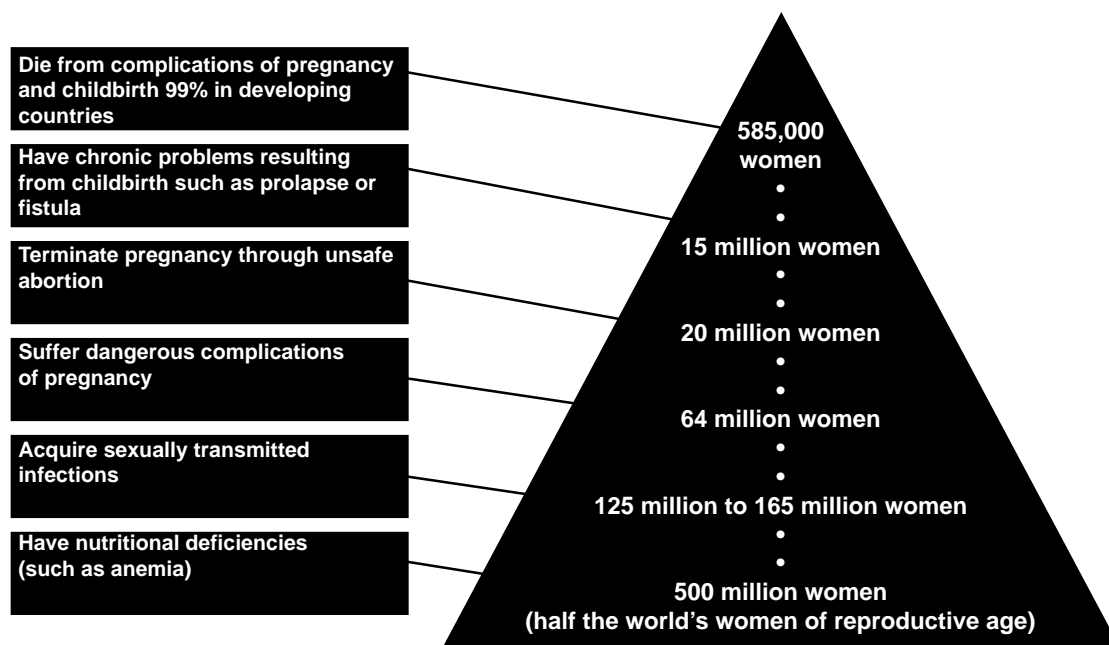 Die from complications of pregnancy
and childbirth 99% in developing
countries
585,000
women
Have chronic problems resulting
from childbirth such as prolapse or
fistula
15 million women
Terminate pregnancy through unsafe
abortion
20 million women
Suffer dangerous complications
of pregnancy
64 million women
Acquire sexually transmitted
infections
125 million to 165 million women
Have nutritional deficiencies
(such as anemia)
500 million women
(half the world’s women of reproductive age)